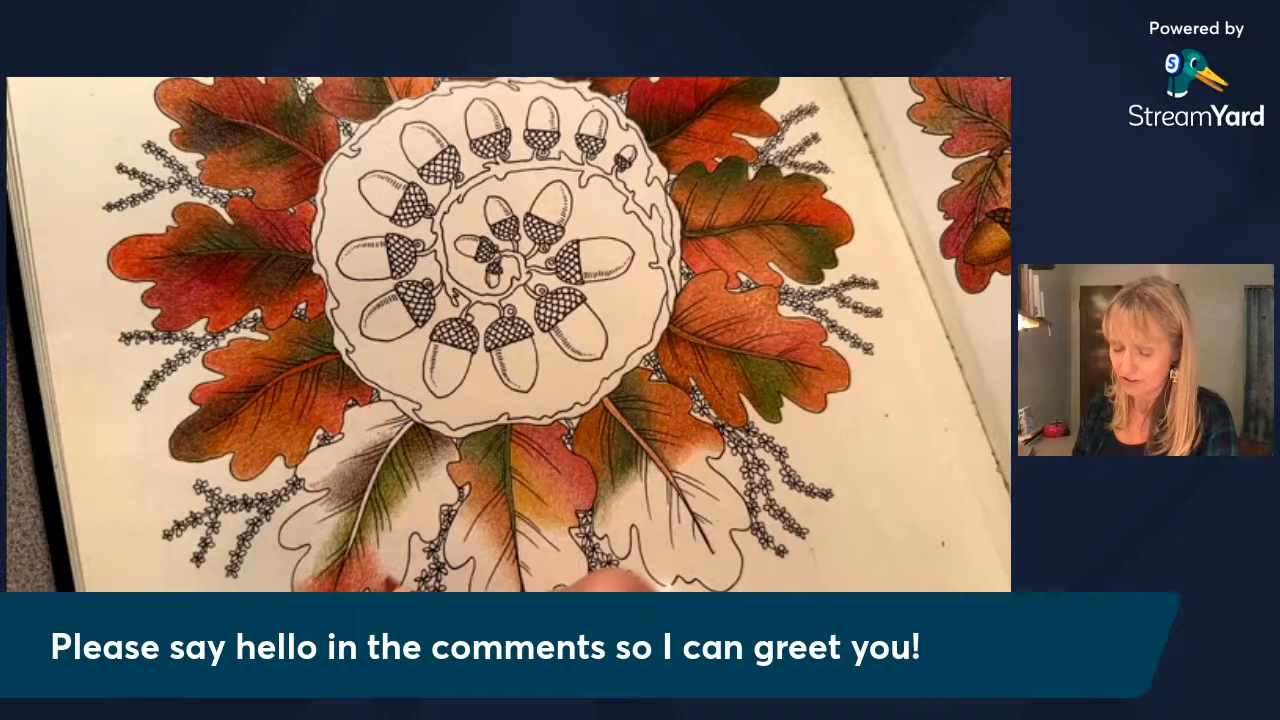 Powered by
S
StreamYard
Please say hello in the comments so I can greet you!